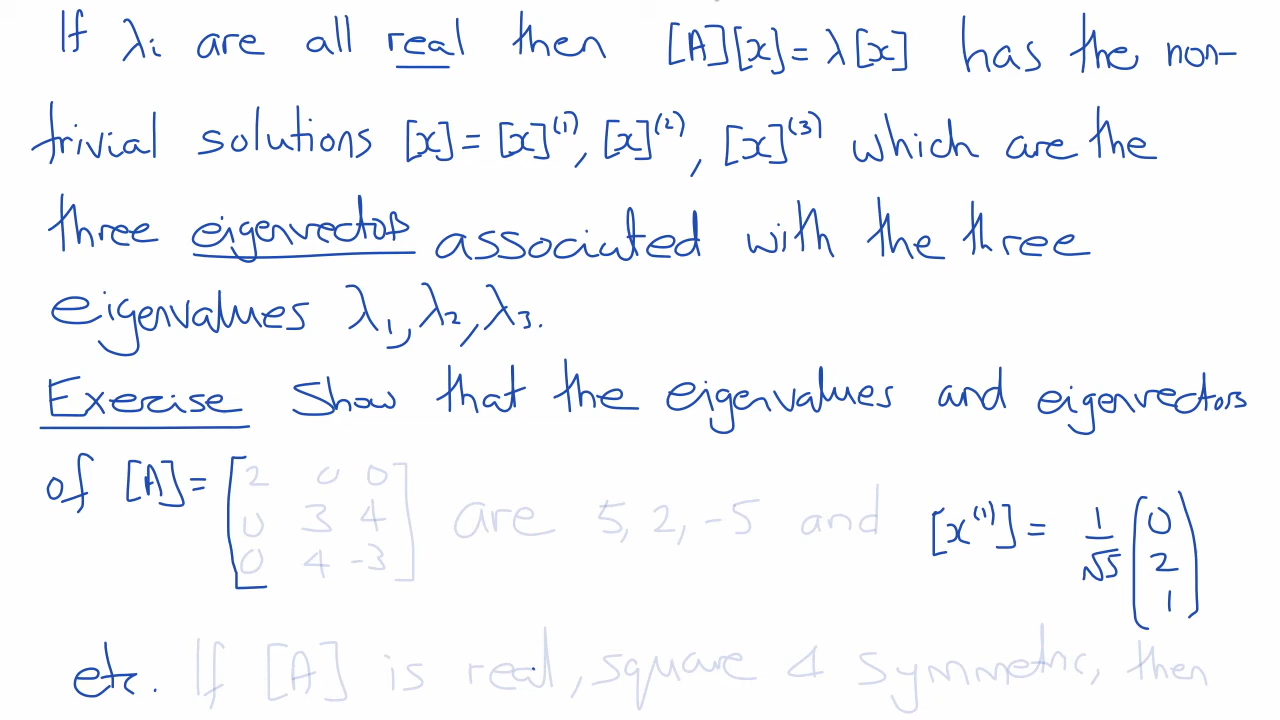 If λi are all real then [A][x] = λ[x] has the non-
trivial solutions [x] = [x]⁽¹⁾, [x]⁽²⁾, [x]⁽³⁾ which are the
three eigenvectors associated with the three
eigenvalues λ₁, λ₂, λ₃.
Exercise Show that the eigenvalues and eigenvectors
of [A] = [2 0 0; 0 3 4; 0 4 -3] are 5, 2, -5 and [x⁽¹⁾] = 1/√5 (0 2 1)
etc. If [A] is real, square & symmetric, then